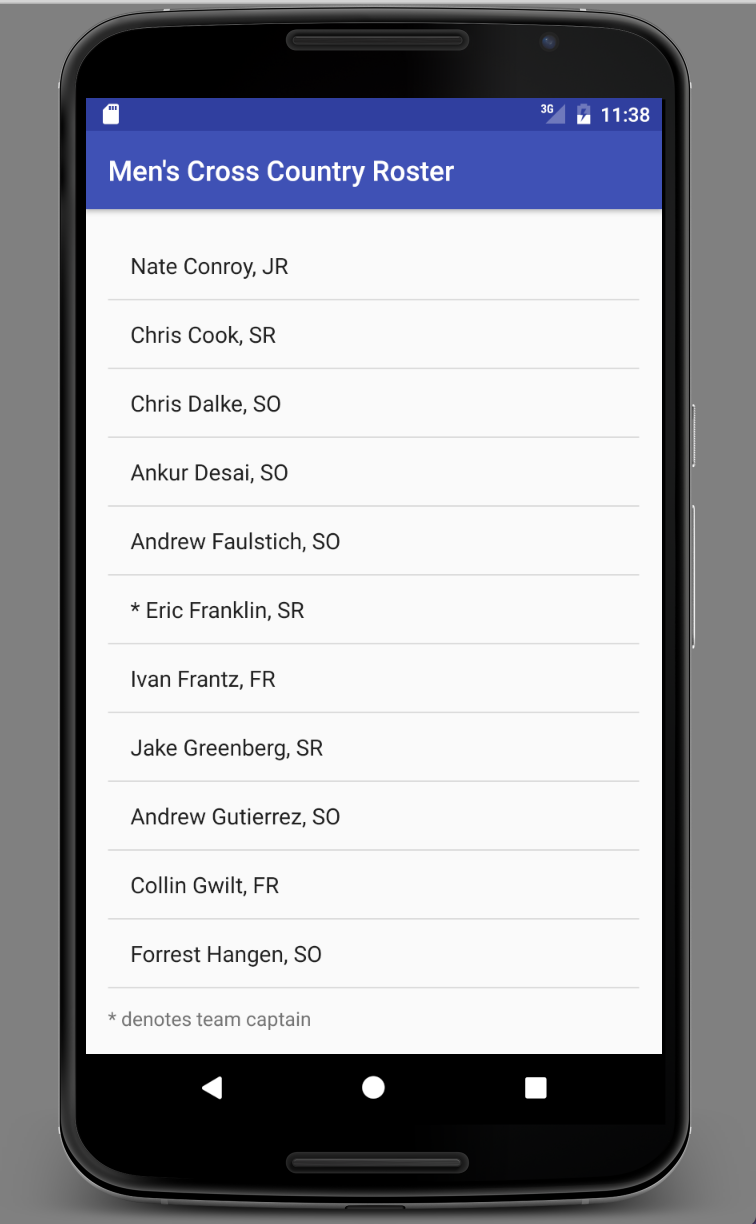 3G 11:38
Men's Cross Country Roster
Nate Conroy, JR
Chris Cook, SR
Chris Dalke, SO
Ankur Desai, SO
Andrew Faulstich, SO
* Eric Franklin, SR
Ivan Frantz, FR
Jake Greenberg, SR
Andrew Gutierrez, SO
Collin Gwilt, FR
Forrest Hangen, SO
* denotes team captain